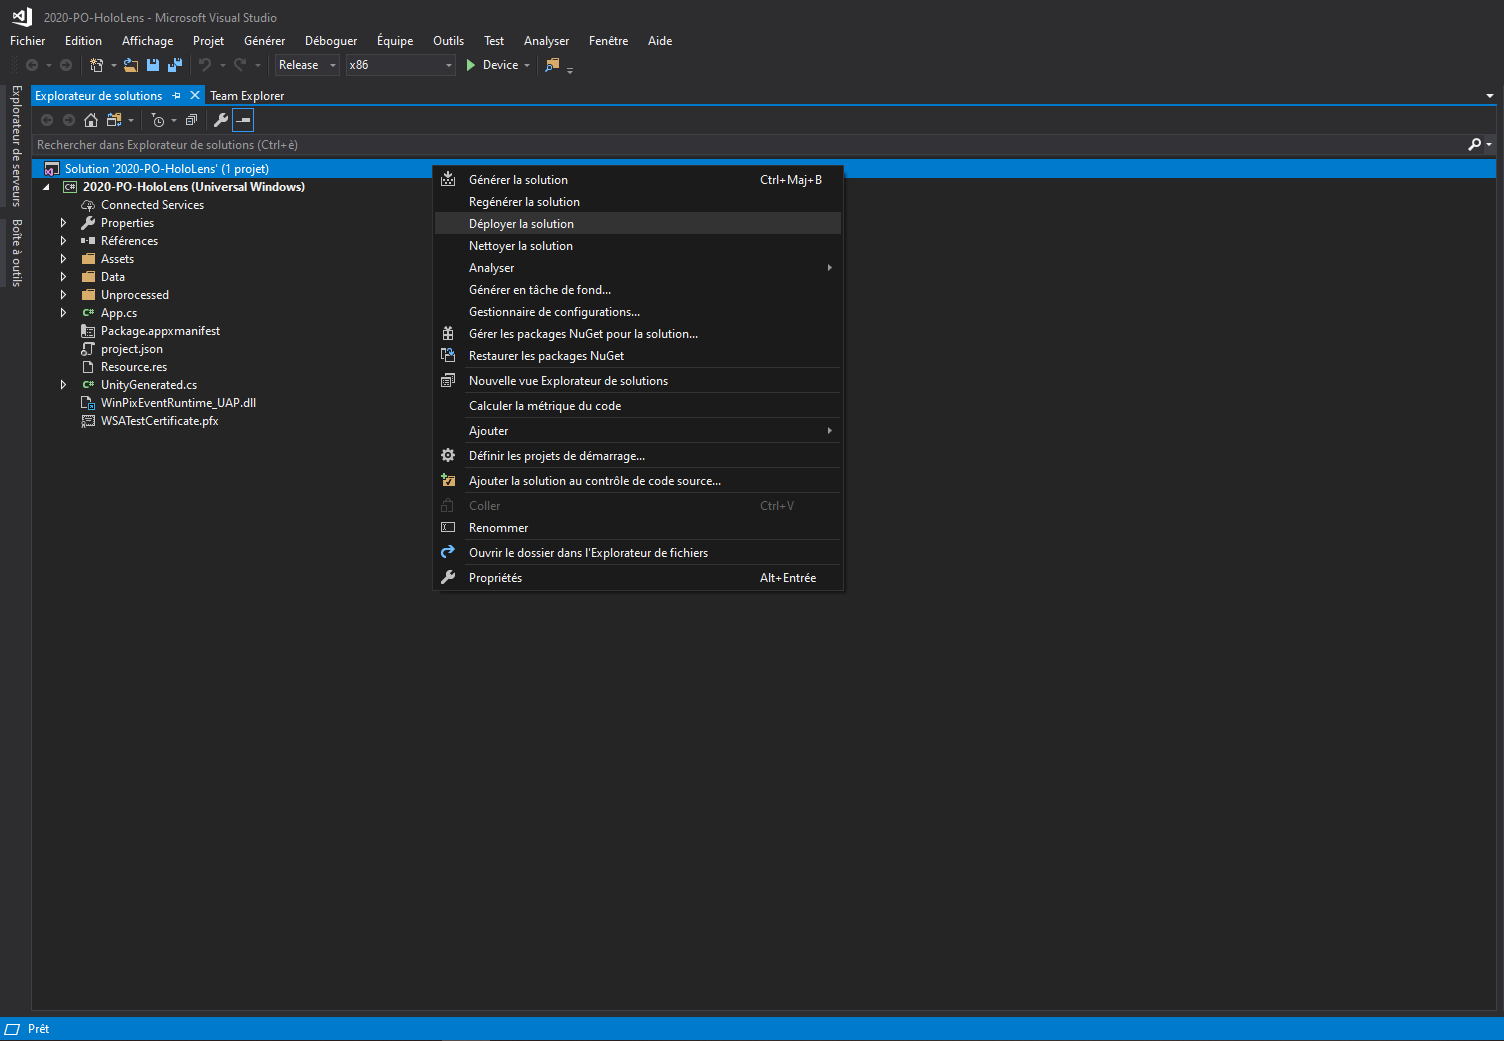 2020-PO-HoloLens - Microsoft Visual Studio
Fichier Edition Affichage Projet Générer Déboguer Équipe Outils Test Analyser Fenêtre Aide
Release x86 Device
Explorateur de serveurs
Boîte à outils
Explorateur de solutions Team Explorer
Rechercher dans Explorateur de solutions (Ctrl+è)
Solution '2020-PO-HoloLens' (1 projet)
C# 2020-PO-HoloLens (Universal Windows)
Connected Services
Properties
Références
Assets
Data
Unprocessed
C# App.cs
Package.appxmanifest
project.json
Resource.res
C# UnityGenerated.cs
WinPixEventRuntime_UAP.dll
WSATestCertificate.pfx
Générer la solution Ctrl+Maj+B
Regénérer la solution
Déployer la solution
Nettoyer la solution
Analyser
Générer en tâche de fond...
Gestionnaire de configurations...
Gérer les packages NuGet pour la solution...
Restaurer les packages NuGet
Nouvelle vue Explorateur de solutions
Calculer la métrique du code
Ajouter
Définir les projets de démarrage...
Ajouter la solution au contrôle de code source...
Coller Ctrl+V
Renommer
Ouvrir le dossier dans l'Explorateur de fichiers
Propriétés Alt+Entrée
Prêt